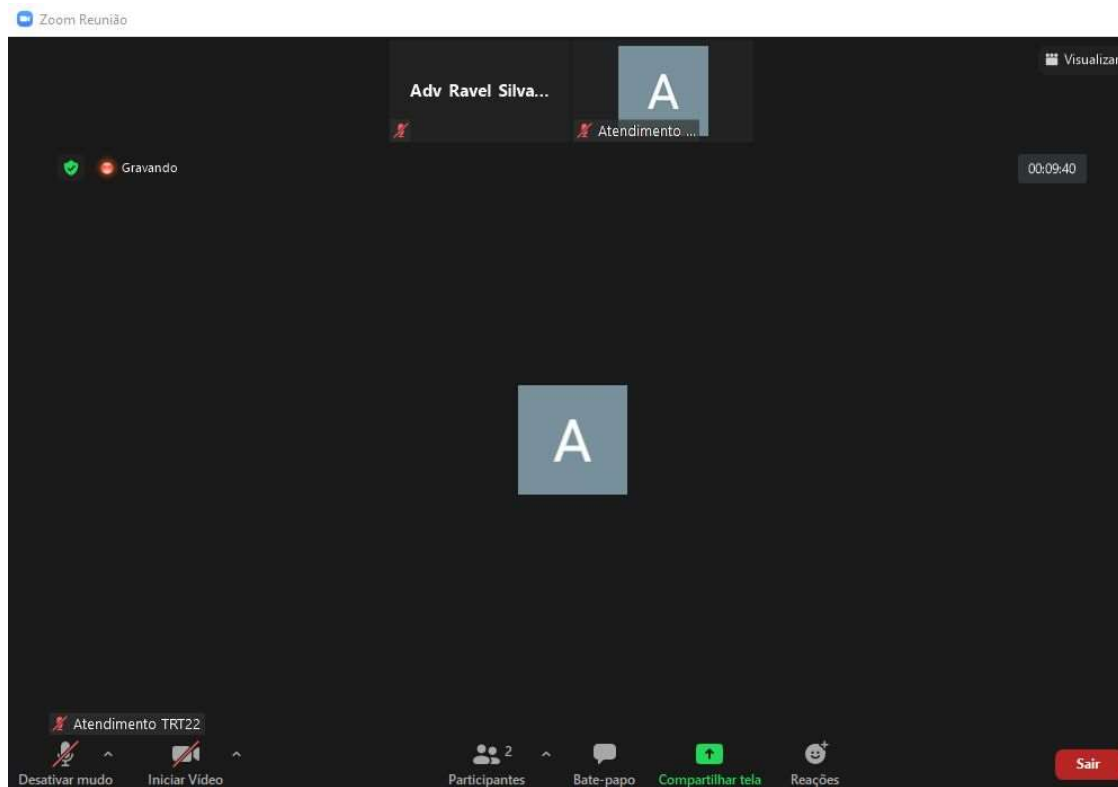 Zoom Reunião
Visualizar
Adv Ravel Silva...
A
Atendimento ...
Gravando
00:09:40
A
Atendimento TRT22
2
Desativar mudo
Iniciar Vídeo
Participantes
Bate-papo
Compartilhar tela
Reações
Sair